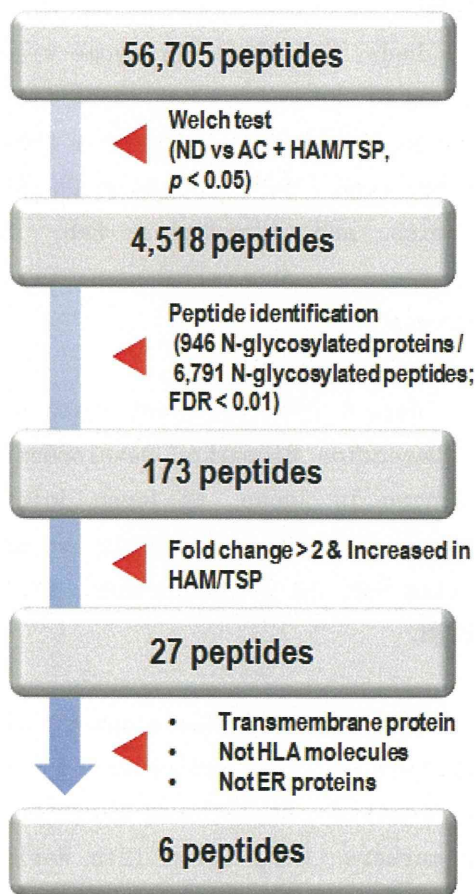 56,705 peptides
Welch test
(ND vs AC + HAM/TSP,
p < 0.05)
4,518 peptides
Peptide identification
(946 N-glycosylated proteins /
6,791 N-glycosylated peptides;
FDR < 0.01)
173 peptides
Fold change > 2 & Increased in
HAM/TSP
27 peptides
• Transmembrane protein
• Not HLA molecules
• Not ER proteins
6 peptides